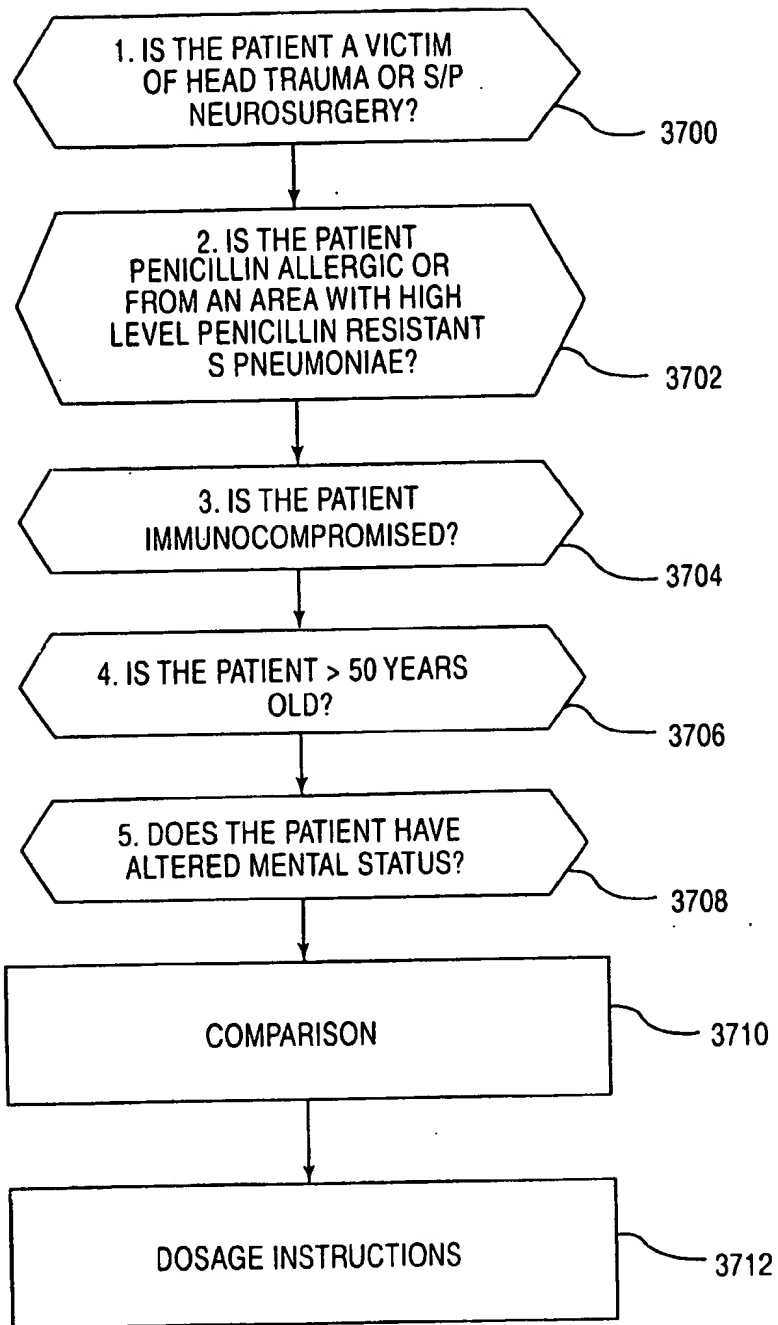 1. IS THE PATIENT A VICTIM
OF HEAD TRAUMA OR S/P
NEUROSURGERY?
3700
2. IS THE PATIENT
PENICILLIN ALLERGIC OR
FROM AN AREA WITH HIGH
LEVEL PENICILLIN RESISTANT
S PNEUMONIAE?
3702
3. IS THE PATIENT
IMMUNOCOMPROMISED?
3704
4. IS THE PATIENT > 50 YEARS
OLD?
3706
5. DOES THE PATIENT HAVE
ALTERED MENTAL STATUS?
3708
COMPARISON
3710
DOSAGE INSTRUCTIONS
3712